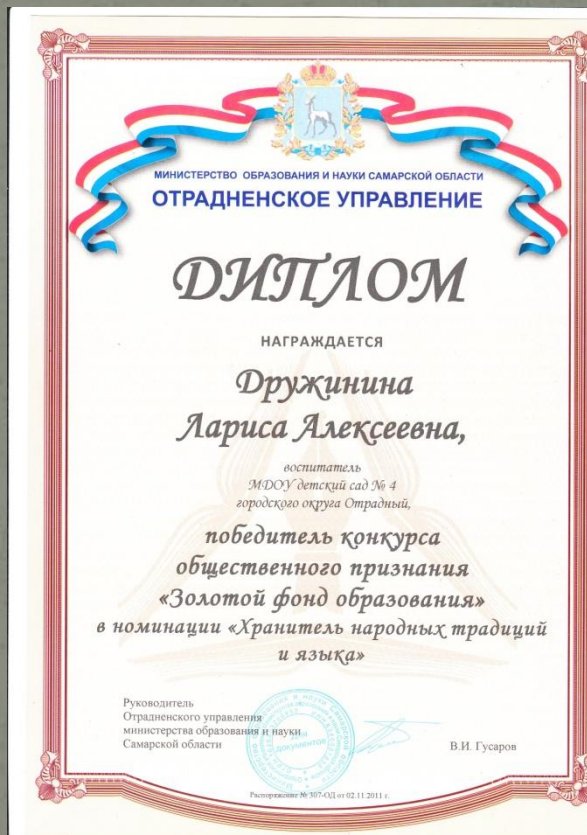 МИНИСТЕРСТВО ОБРАЗОВАНИЯ И НАУКИ САМАРСКОЙ ОБЛАСТИ
ОТРАДНЕНСКОЕ УПРАВЛЕНИЕ
ДИПЛОМ
НАГРАЖДАЕТСЯ
Дружинина
Лариса Алексеевна,
воспитатель
МДОУ детский сад № 4
городского округа Отрадный,
победитель конкурса
общественного признания
«Золотой фонд образования»
в номинации «Хранитель народных традиций
и языка»
Руководитель
Отрадненского управления
министерства образования и науки
Самарской области
документов
В.И. Гусаров
Распоряжение № 307-ОД от 02.11.2011 г.